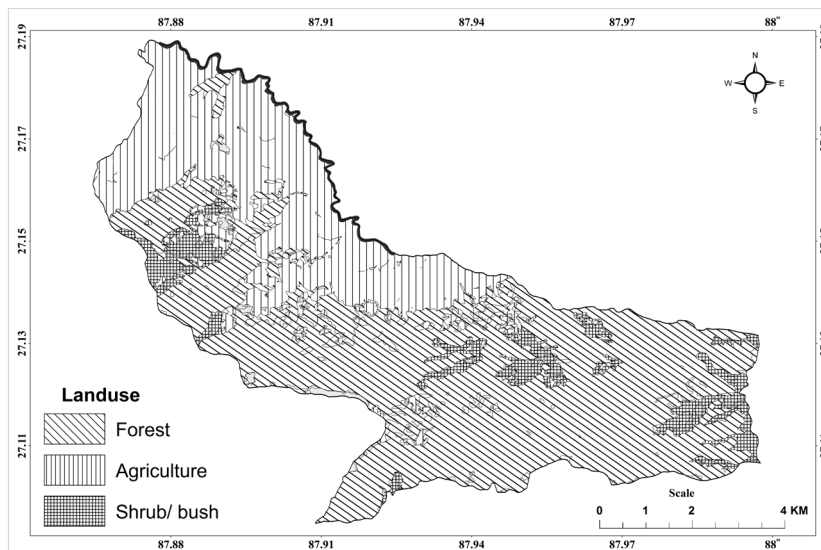 87.88 87.91 87.94 87.97 88°
27.19
27.17
27.15
27.13
27.11
N
W E
S
Landuse
Forest
Agriculture
Shrub/ bush
Scale
0 1 2 4 KM
87.88 87.91 87.94 87.97 88°